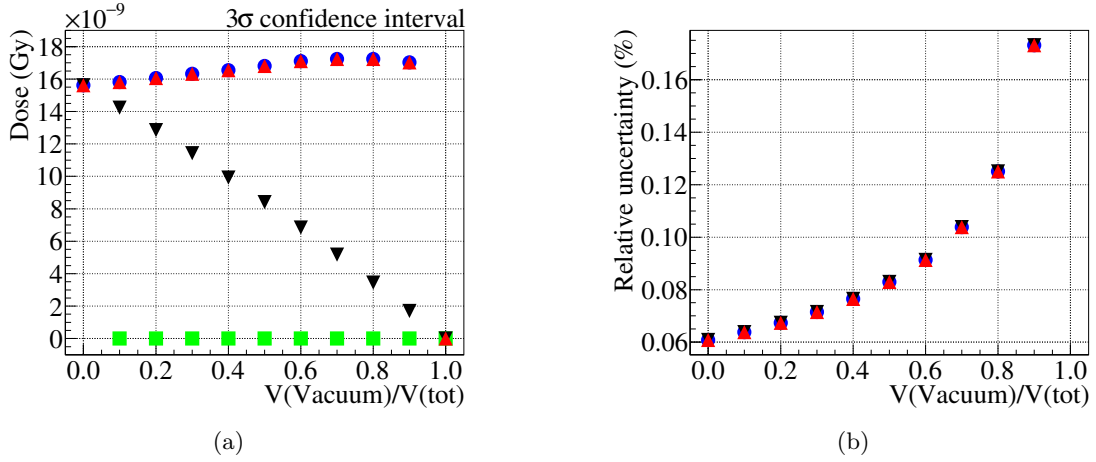 ×10⁻⁹
3σ confidence interval
Dose (Gy)
18
16
14
12
10
8
6
4
2
0
0.0 0.2 0.4 0.6 0.8 1.0
V(Vacuum)/V(tot)
(a)
Relative uncertainty (%)
0.16
0.14
0.12
0.10
0.08
0.06
0.0 0.2 0.4 0.6 0.8 1.0
V(Vacuum)/V(tot)
(b)